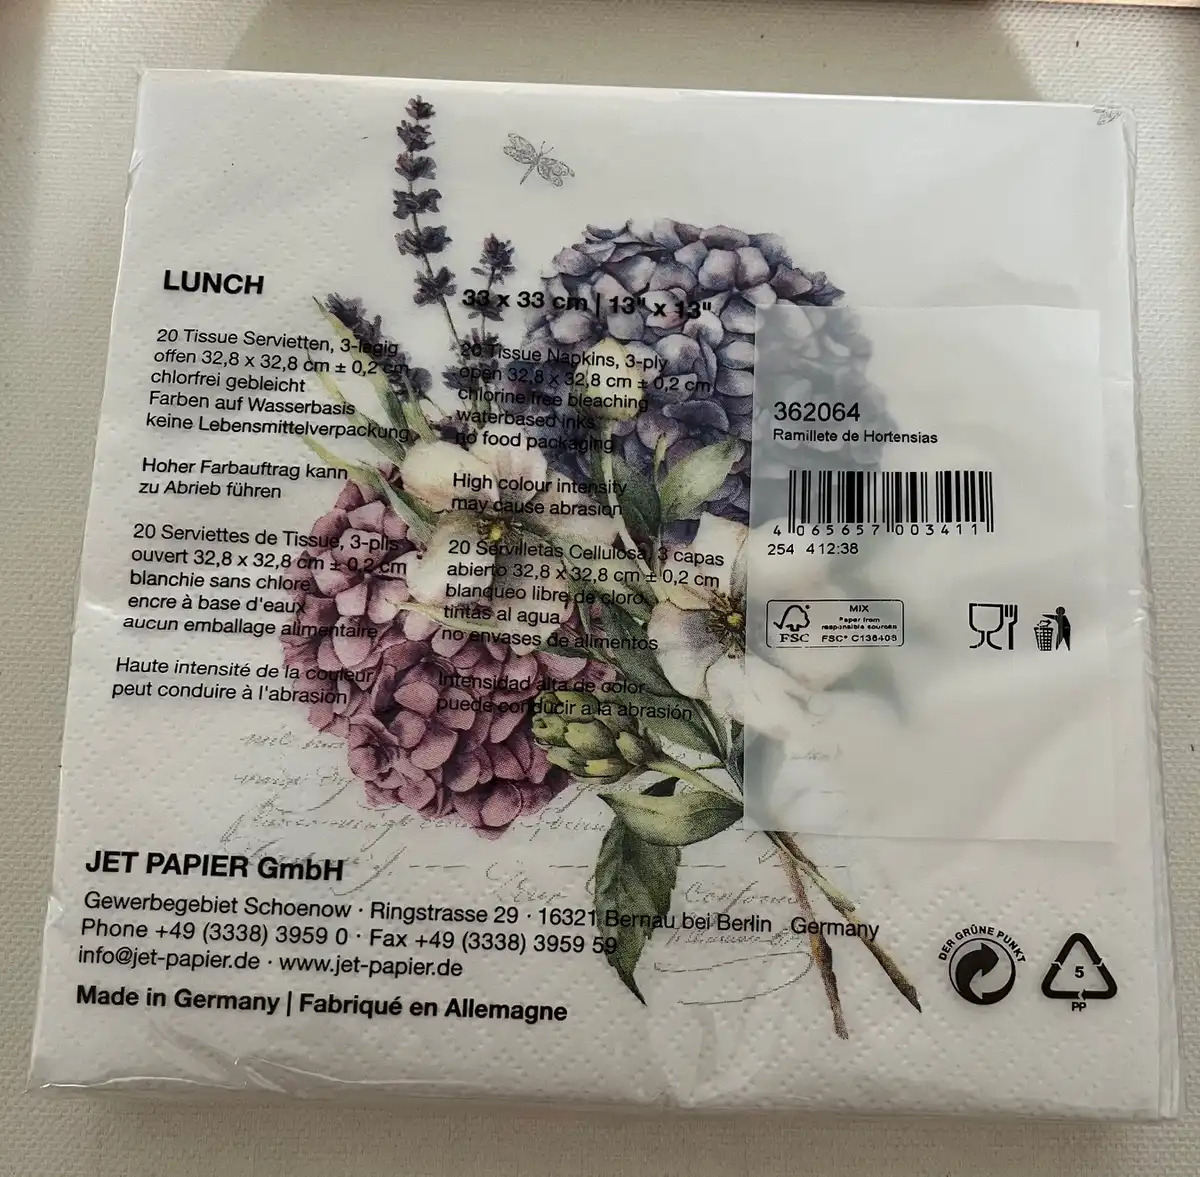 LUNCH
20 Tissue Servietten, 3-lagig
offen 32,8 x 32,8 cm ± 0,2 cm
chlorfrei gebleicht
Farben auf Wasserbasis
keine Lebensmittelverpackung
Hoher Farbauftrag kann
zu Abrieb führen
20 Serviettes de Tissue, 3-plis
ouvert 32,8 x 32,8 cm ± 0,2 cm
blanchie sans chlore
encre à base d'eaux
aucun emballage alimentaire
Haute intensité de la couleur
peut conduire à l'abrasion
33 x 33 cm | 13" x 13"
20 Tissue Napkins, 3-ply
open 32,8 x 32,8 cm ± 0,2 cm
chlorine free bleaching
waterbased inks
no food packaging
High colour intensity
may cause abrasion
20 Servilletas Cellulosa, 3 capas
abierto 32,8 x 32,8 cm ± 0,2 cm
blanqueo libre de cloro
tintas al agua
no envases de alimentos
Intensidad alta de color
puede conducir a la abrasión
362064
Ramillete de Hortensias
4 065657 003411
254 412:38
FSC
MIX
Paper from
responsible sources
FSC® C136408
JET PAPIER GmbH
Gewerbegebiet Schoenow · Ringstrasse 29 · 16321 Bernau bei Berlin Germany
Phone +49 (3338) 3959 0 · Fax +49 (3338) 3959 59
info@jet-papier.de · www.jet-papier.de
Made in Germany | Fabriqué en Allemagne
DER GRÜNE PUNKT
5
PP